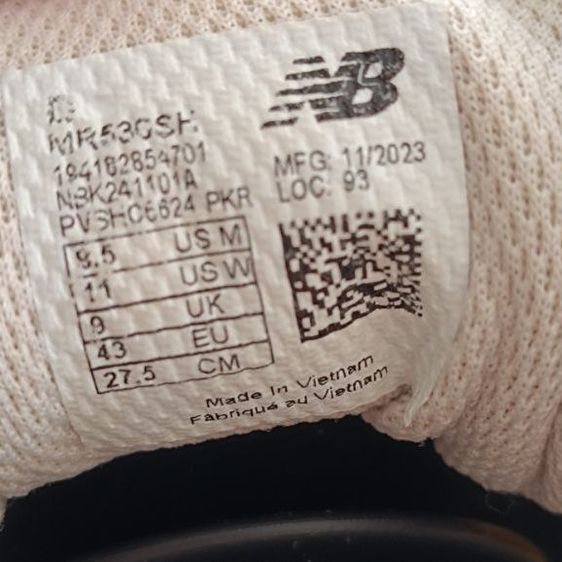 D
MR530SH
194182854701
NBK241101A
PVSHC6624 PKR
9.5 US M
11 US W
9 UK
43 EU
27.5 CM
NB
MFG: 11/2023
LOC: 93
Made In Vietnam
Fabriqué au Vietnam